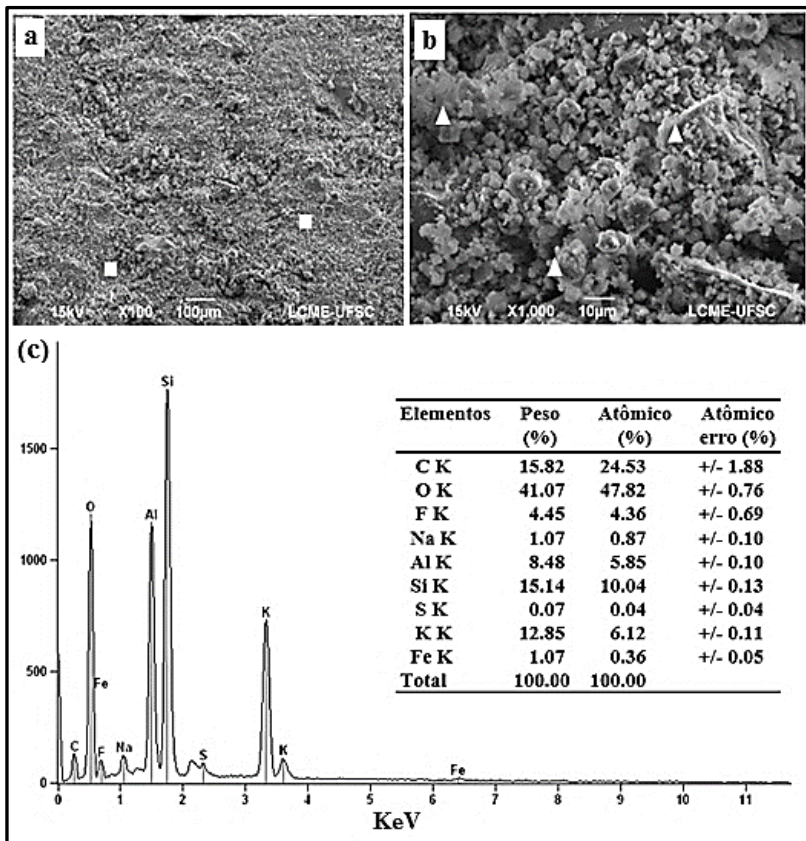 a
15kV X100 100µm LCME-UFSC
b
15kV X1,000 10µm LCME-UFSC
(c)
Elementos Peso (%) Atômico (%) Atômico erro (%)
C K 15.82 24.53 +/- 1.88
O K 41.07 47.82 +/- 0.76
F K 4.45 4.36 +/- 0.69
Na K 1.07 0.87 +/- 0.10
Al K 8.48 5.85 +/- 0.10
Si K 15.14 10.04 +/- 0.13
S K 0.07 0.04 +/- 0.04
K K 12.85 6.12 +/- 0.11
Fe K 1.07 0.36 +/- 0.05
Total 100.00 100.00
1500
1000
500
0
C
O
Fe
F
Na
Al
Si
S
K
K
Fe
0 1 2 3 4 5 6 7 8 9 10 11
KeV